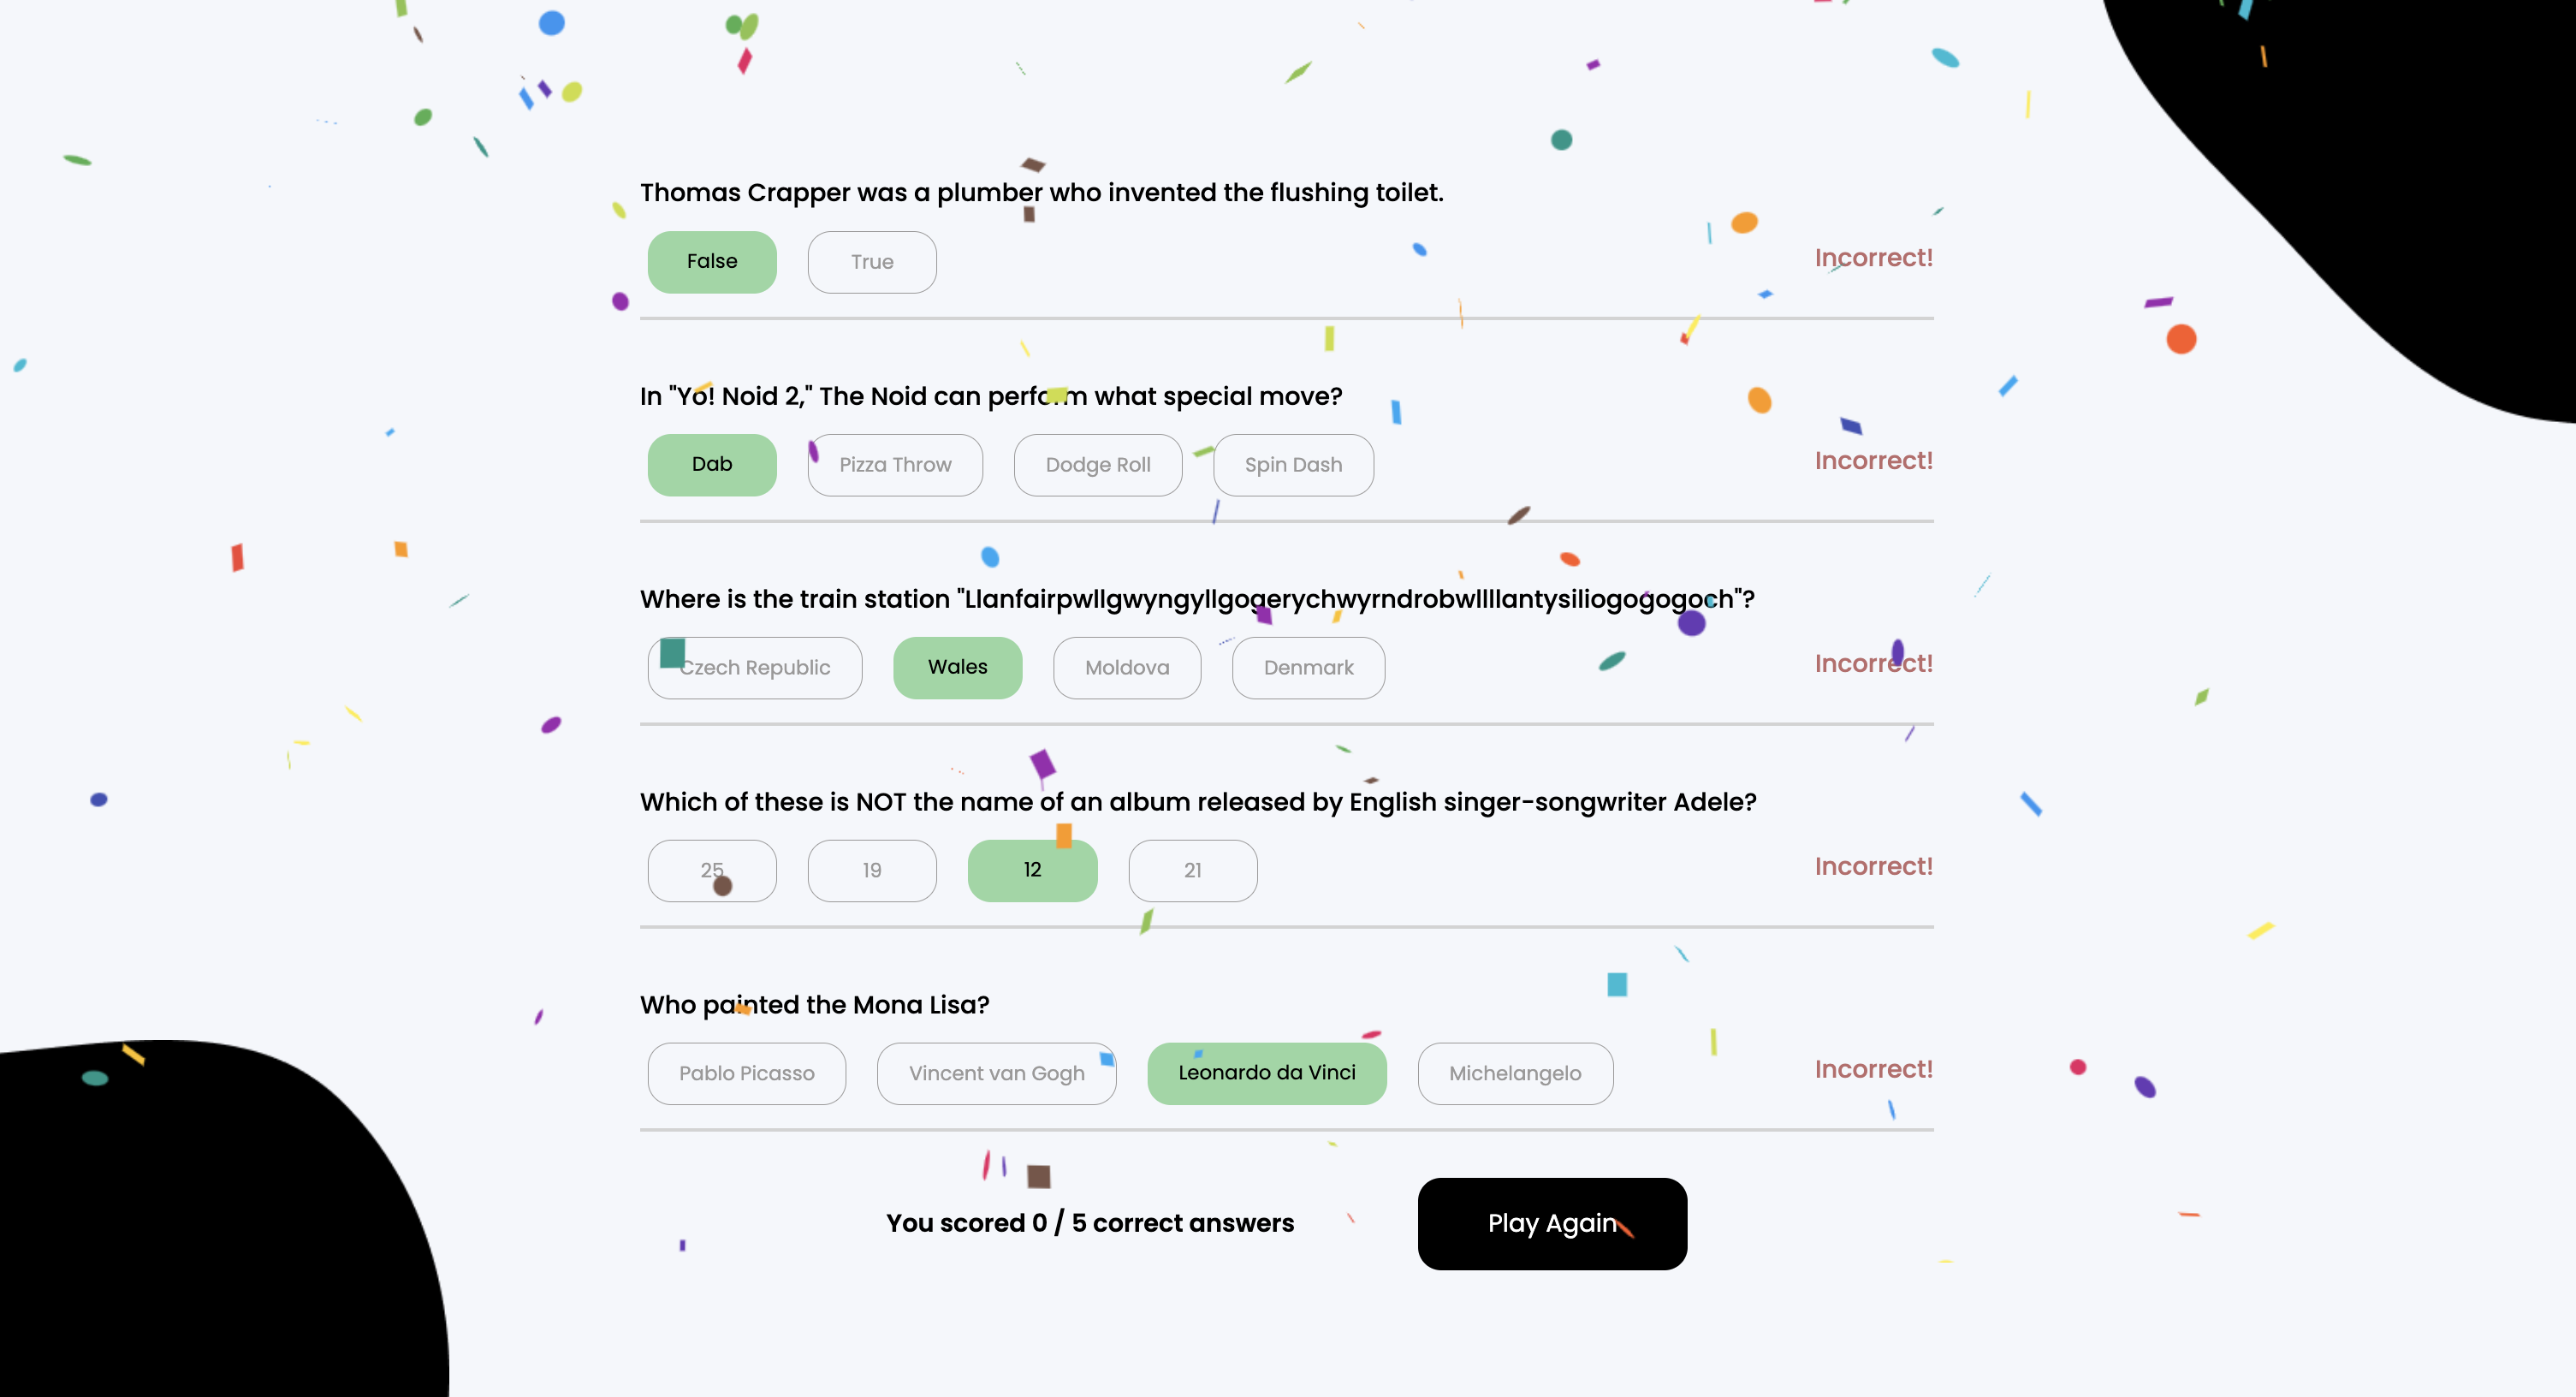 Thomas Crapper was a plumber who invented the flushing toilet.
False True Incorrect!
In "Yo! Noid 2," The Noid can perform what special move?
Dab Pizza Throw Dodge Roll Spin Dash Incorrect!
Where is the train station "Llanfairpwllgwyngyllgogerychwyrndrobwllllantysiliogogogoch"?
Czech Republic Wales Moldova Denmark Incorrect!
Which of these is NOT the name of an album released by English singer-songwriter Adele?
25 19 12 21 Incorrect!
Who painted the Mona Lisa?
Pablo Picasso Vincent van Gogh Leonardo da Vinci Michelangelo Incorrect!
You scored 0 / 5 correct answers Play Again